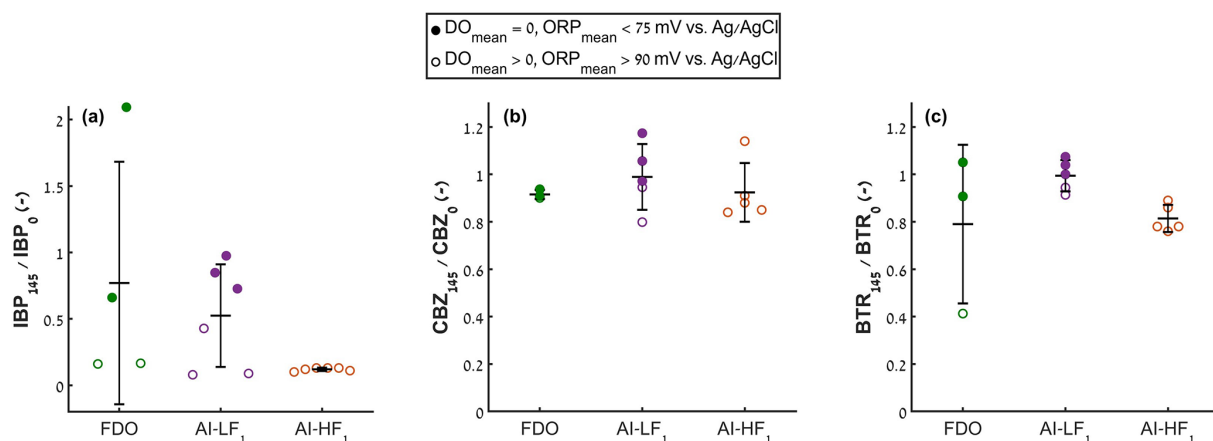 DOmean = 0, ORPmean < 75 mV vs. Ag/AgCl
DOmean > 0, ORPmean > 90 mV vs. Ag/AgCl
(a)
IBP145 / IBP0 (-)
2
1.5
1
0.5
0
FDO
AI-LF1
AI-HF1
(b)
CBZ145 / CBZ0 (-)
1.2
1
0.8
0.6
0.4
0.2
0
FDO
AI-LF1
AI-HF1
(c)
BTR145 / BTR0 (-)
1.2
1
0.8
0.6
0.4
0.2
0
FDO
AI-LF1
AI-HF1